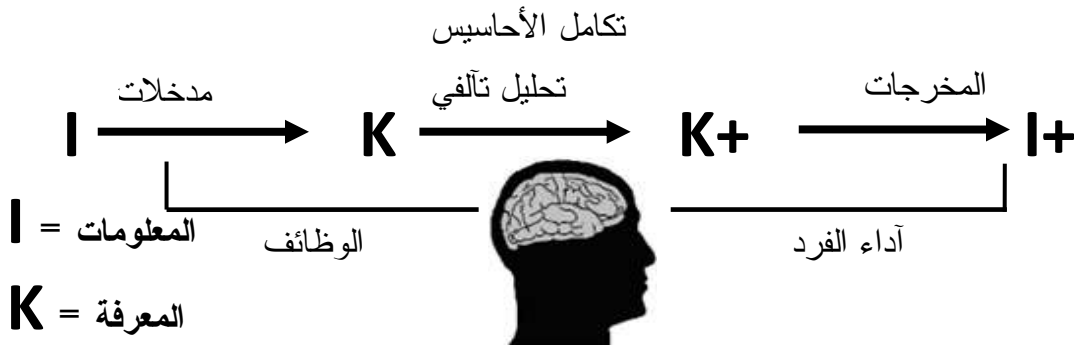 تكامل الأحاسيس
مدخلات
تحليل تآلفي
المخرجات
I
K
K+
I+
I = المعلومات
الوظائف
آداء الفرد
K = المعرفة